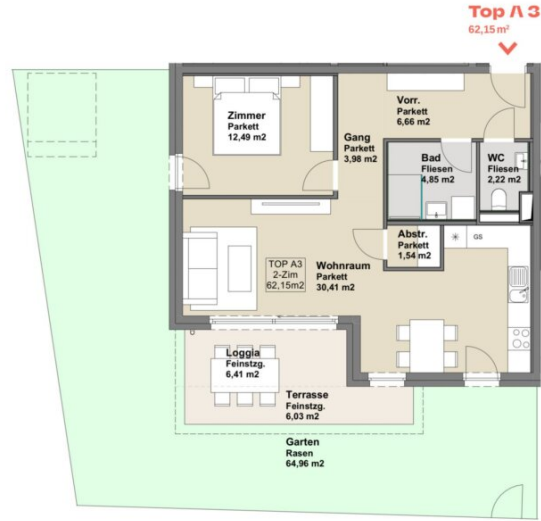 Top A 3
62,15 m²
Zimmer
Parkett
12,49 m2
Vorr.
Parkett
6,66 m2
Gang
Parkett
3,98 m2
Bad
Fliesen
4,85 m2
WC
Fliesen
2,22 m2
Abstr.
Parkett
1,54 m2
GS
TOP A3
2-Zim
62,15m2
Wohnraum
Parkett
30,41 m2
Loggia
Feinstzg.
6,41 m2
Terrasse
Feinstzg.
6,03 m2
Garten
Rasen
64,96 m2